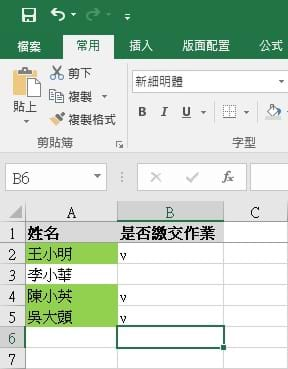 檔案 常用 插入 版面配置 公式
剪下 新細明體
貼上 複製 B I U
複製格式
剪貼簿 字型
B6 fx
A B C
1 姓名 是否繳交作業
2 王小明 v
3 李小華
4 陳小英 v
5 吳大頭 v
6
7